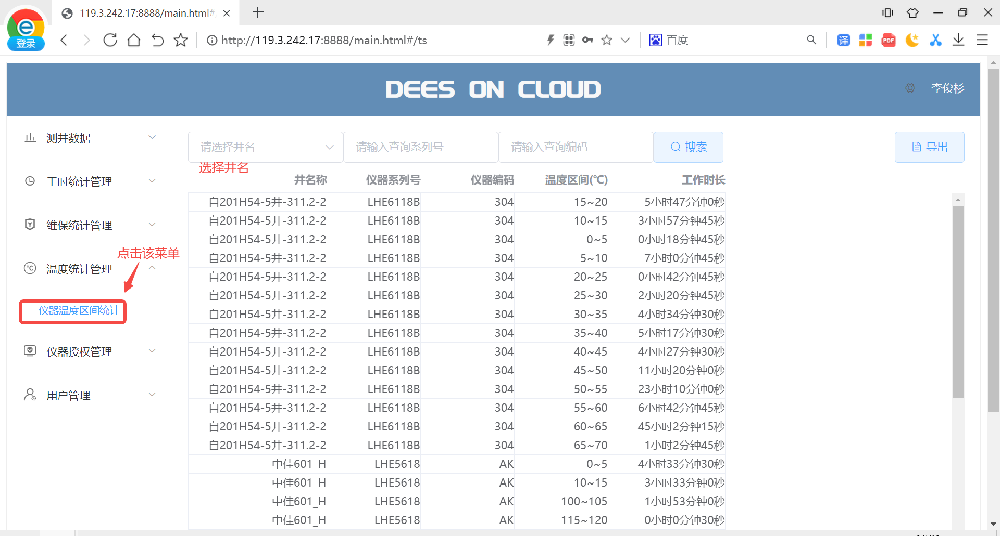 119.3.242.17:8888/main.html#
登录
http://119.3.242.17:8888/main.html#/ts
百度
译
PDF
DEES ON CLOUD
李俊杉
测井数据
工时统计管理
维保统计管理
点击该菜单
℃
温度统计管理
仪器温度区间统计
仪器授权管理
用户管理
请选择井名 请输入查询系列号 请输入查询编码 搜索 导出
选择井名
井名称 仪器系列号 仪器编码 温度区间(℃) 工作时长
自201H54-5井-311.2-2 LHE6118B 304 15~20 5小时47分钟0秒
自201H54-5井-311.2-2 LHE6118B 304 10~15 3小时57分钟45秒
自201H54-5井-311.2-2 LHE6118B 304 0~5 0小时18分钟45秒
自201H54-5井-311.2-2 LHE6118B 304 5~10 7小时0分钟45秒
自201H54-5井-311.2-2 LHE6118B 304 20~25 0小时42分钟45秒
自201H54-5井-311.2-2 LHE6118B 304 25~30 2小时20分钟45秒
自201H54-5井-311.2-2 LHE6118B 304 30~35 4小时34分钟30秒
自201H54-5井-311.2-2 LHE6118B 304 35~40 5小时17分钟30秒
自201H54-5井-311.2-2 LHE6118B 304 40~45 4小时27分钟30秒
自201H54-5井-311.2-2 LHE6118B 304 45~50 11小时20分钟0秒
自201H54-5井-311.2-2 LHE6118B 304 50~55 23小时10分钟0秒
自201H54-5井-311.2-2 LHE6118B 304 55~60 6小时42分钟45秒
自201H54-5井-311.2-2 LHE6118B 304 60~65 45小时2分钟15秒
自201H54-5井-311.2-2 LHE6118B 304 65~70 1小时2分钟45秒
中佳601_H LHE5618 AK 0~5 4小时33分钟30秒
中佳601_H LHE5618 AK 10~15 3小时33分钟0秒
中佳601_H LHE5618 AK 100~105 1小时53分钟0秒
中佳601_H LHE5618 AK 115~120 0小时0分钟30秒